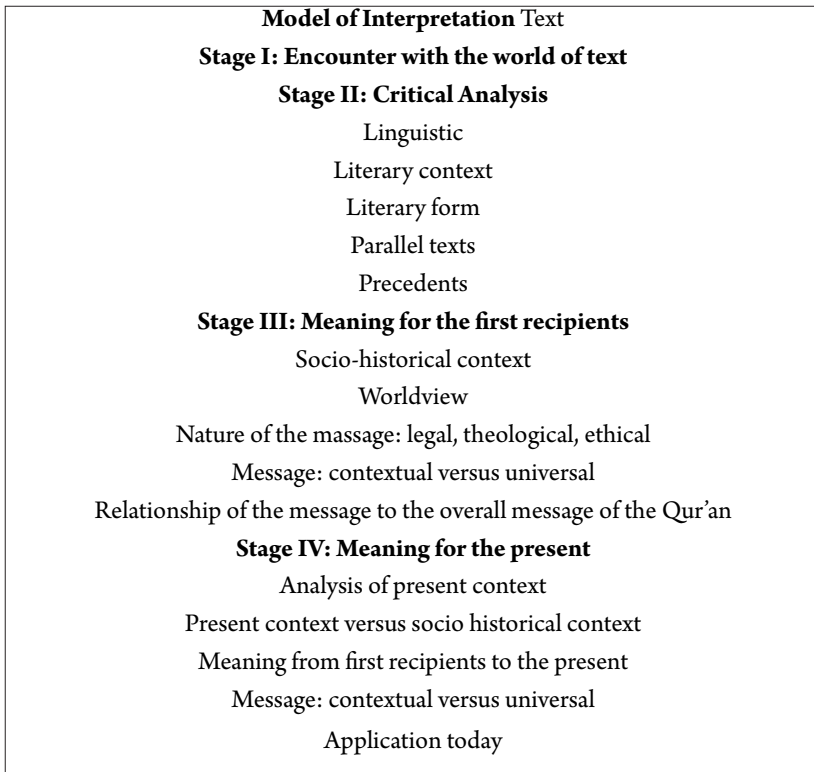 Model of Interpretation Text
Stage I: Encounter with the world of text
Stage II: Critical Analysis
Linguistic
Literary context
Literary form
Parallel texts
Precedents
Stage III: Meaning for the first recipients
Socio-historical context
Worldview
Nature of the massage: legal, theological, ethical
Message: contextual versus universal
Relationship of the message to the overall message of the Qur’an
Stage IV: Meaning for the present
Analysis of present context
Present context versus socio historical context
Meaning from first recipients to the present
Message: contextual versus universal
Application today